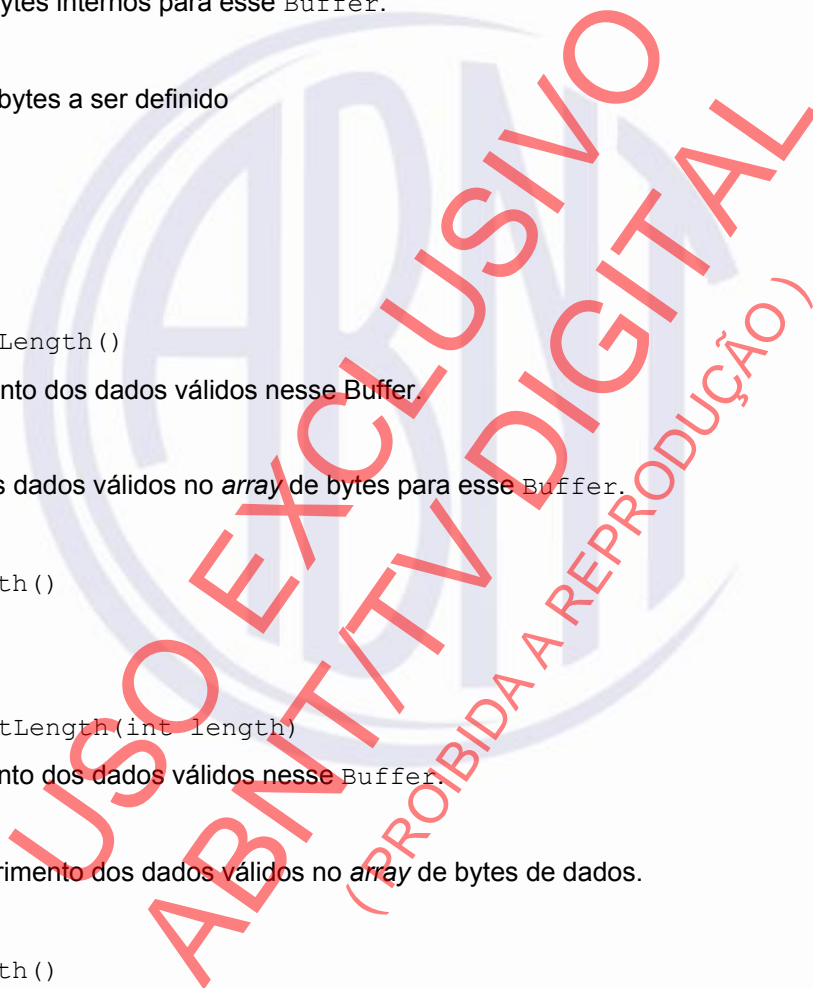 ytes internos para esse Buffer.
bytes a ser definido
Length()
nto dos dados válidos nesse Buffer.
s dados válidos no array de bytes para esse Buffer.
th()
tLength(int length)
nto dos dados válidos nesse Buffer.
rimento dos dados válidos no array de bytes de dados.
th()
ABNT
USO EXCLUSIVO
ABNT/TV DIGITAL
( PROIBIDA A REPRODUÇÃO )